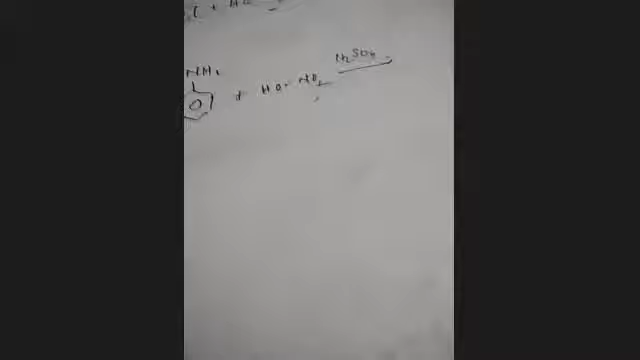 H₂SO₄
NH₂
+ HO-NO₂